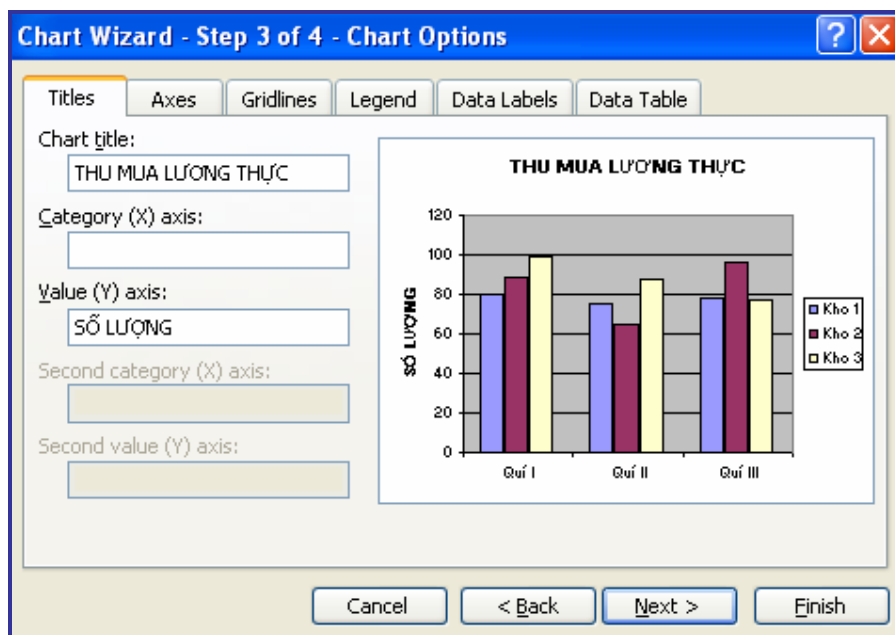 Chart Wizard - Step 3 of 4 - Chart Options
Titles Axes Gridlines Legend Data Labels Data Table
Chart title:
THU MUA LƯƠNG THỰC
Category (X) axis:
Value (Y) axis:
SỐ LƯỢNG
Second category (X) axis:
Second value (Y) axis:
THU MUA LƯƠNG THỰC
120
100
80
60
40
20
0
SỐ LƯỢNG
Quí I Quí II Quí III
Kho 1
Kho 2
Kho 3
Cancel < Back Next > Finish